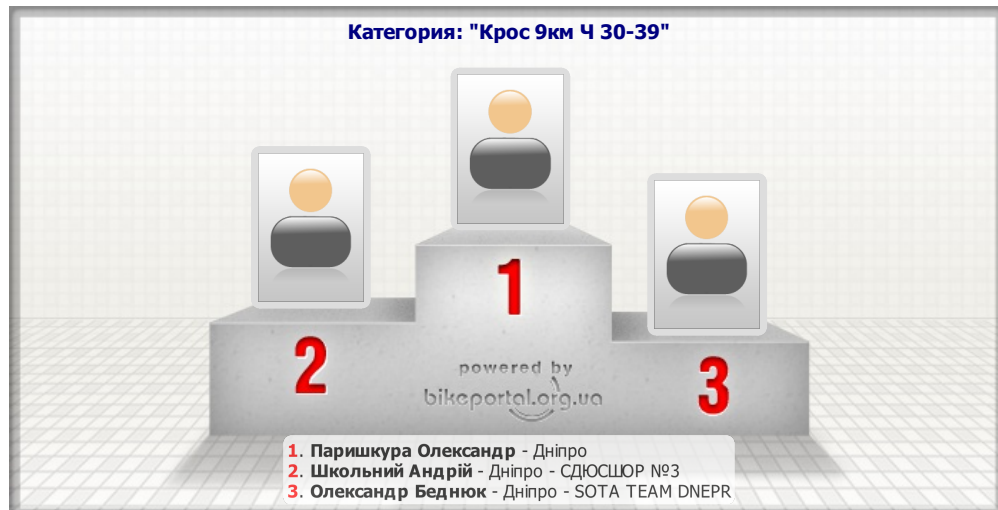 Категория: "Крос 9км Ч 30-39"
1
2
3
powered by
bikeportal.org.ua
1. Паришкура Олександр - Дніпро
2. Школьний Андрій - Дніпро - СДЮСШОР №3
3. Олександр Беднюк - Дніпро - SOTA TEAM DNEPR